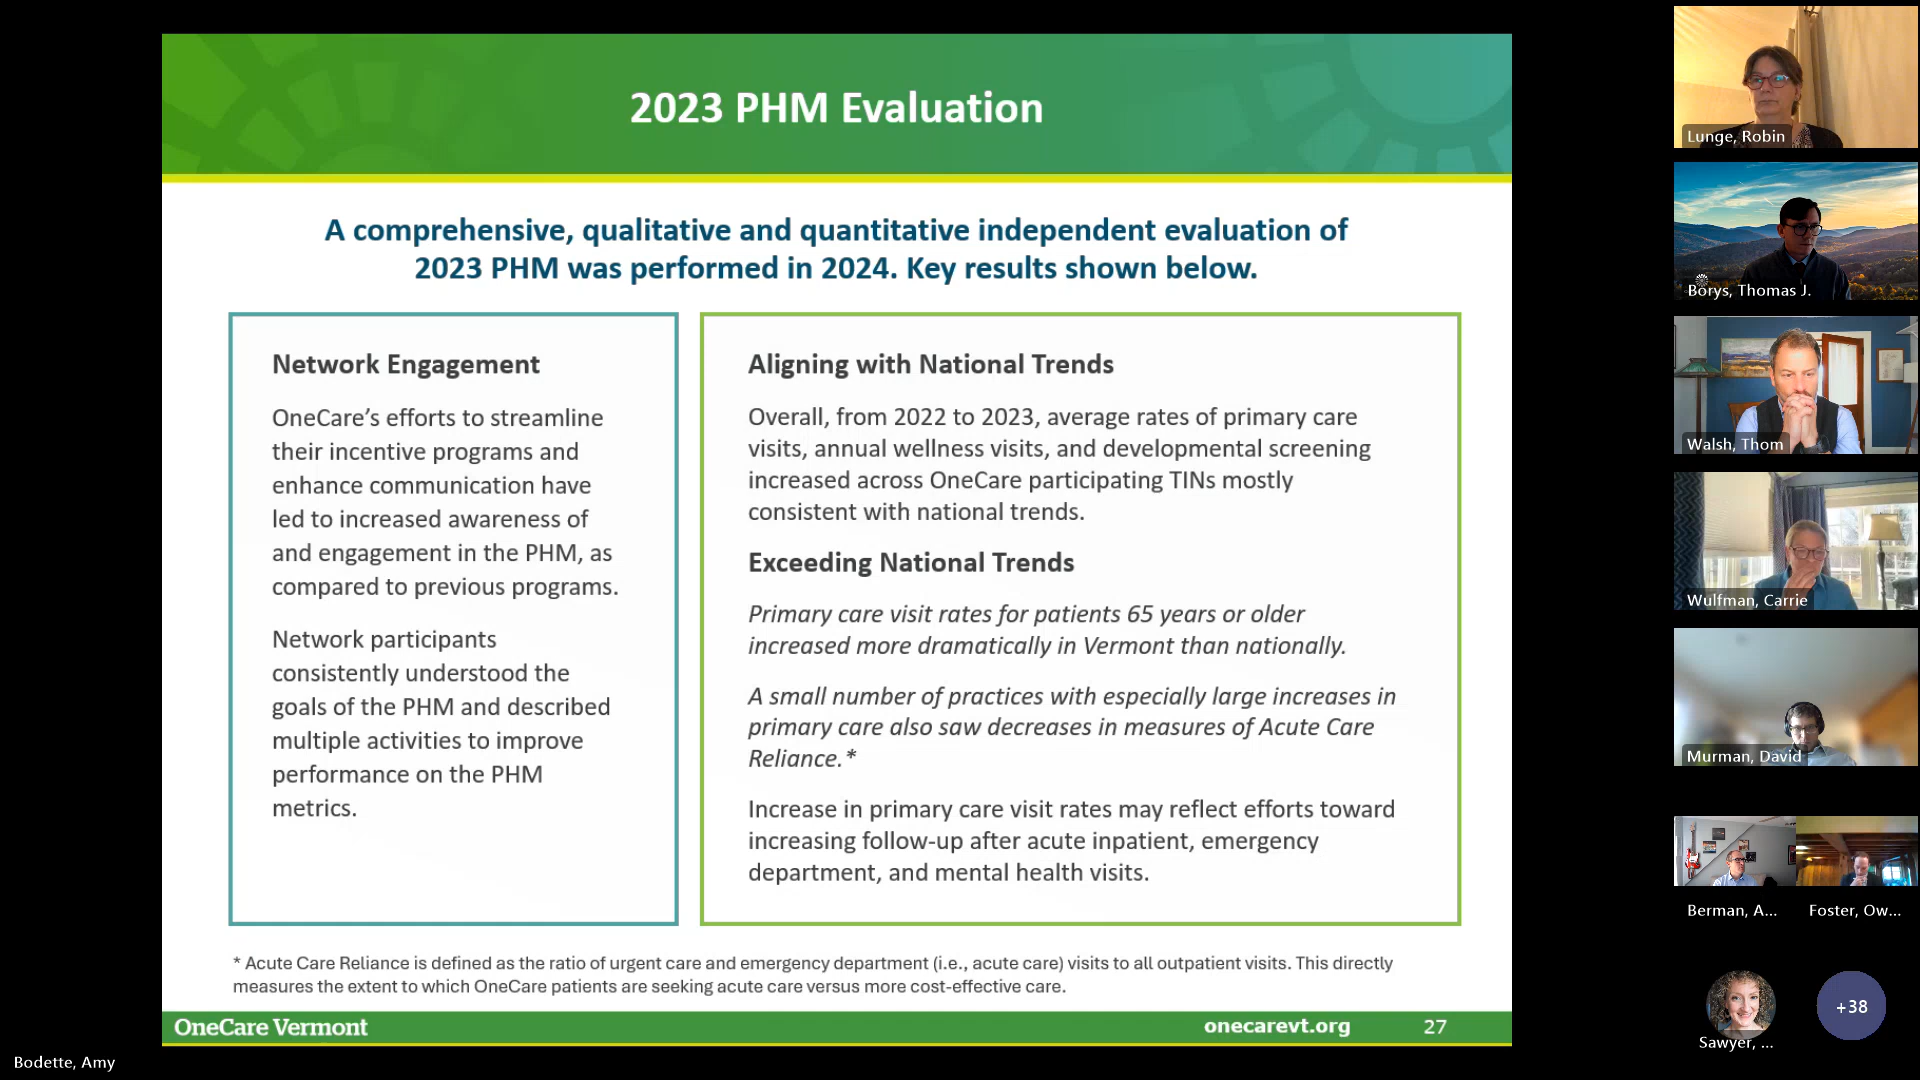 2023 PHM Evaluation
A comprehensive, qualitative and quantitative independent evaluation of
2023 PHM was performed in 2024. Key results shown below.
Network Engagement
OneCare’s efforts to streamline
their incentive programs and
enhance communication have
led to increased awareness of
and engagement in the PHM, as
compared to previous programs.
Network participants
consistently understood the
goals of the PHM and described
multiple activities to improve
performance on the PHM
metrics.
Aligning with National Trends
Overall, from 2022 to 2023, average rates of primary care
visits, annual wellness visits, and developmental screening
increased across OneCare participating TINs mostly
consistent with national trends.
Exceeding National Trends
Primary care visit rates for patients 65 years or older
increased more dramatically in Vermont than nationally.
A small number of practices with especially large increases in
primary care also saw decreases in measures of Acute Care
Reliance.*
Increase in primary care visit rates may reflect efforts toward
increasing follow-up after acute inpatient, emergency
department, and mental health visits.
* Acute Care Reliance is defined as the ratio of urgent care and emergency department (i.e., acute care) visits to all outpatient visits. This directly
measures the extent to which OneCare patients are seeking acute care versus more cost-effective care.
OneCare Vermont
onecarevt.org
27
Bodette, Amy
Lunge, Robin
Borys, Thomas J.
Walsh, Thom
Wulfman, Carrie
Murman, David
Berman, A...
Foster, Ow...
Sawyer, ...
+38